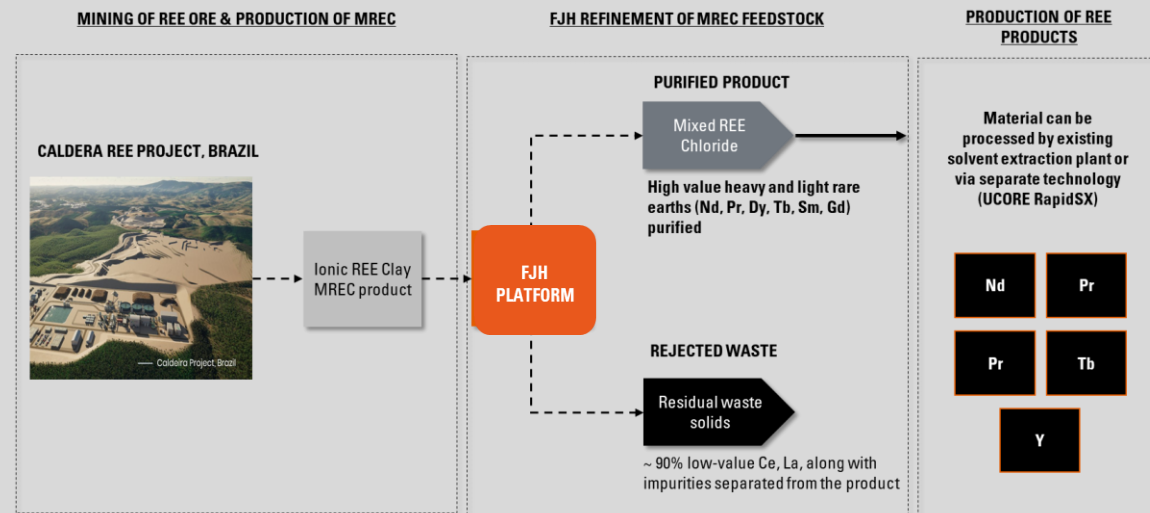 MINING OF REE ORE & PRODUCTION OF MREC
CALDERA REE PROJECT, BRAZIL
Caldeira Project, Brazil
Ionic REE Clay
MREC product
FJH REFINEMENT OF MREC FEEDSTOCK
FJH
PLATFORM
PURIFIED PRODUCT
Mixed REE
Chloride
High value heavy and light rare
earths (Nd, Pr, Dy, Tb, Sm, Gd)
purified
REJECTED WASTE
Residual waste
solids
~ 90% low-value Ce, La, along with
impurities separated from the product
PRODUCTION OF REE
PRODUCTS
Material can be
processed by existing
solvent extraction plant or
via separate technology
(UCORE RapidSX)
Nd
Pr
Pr
Tb
Y